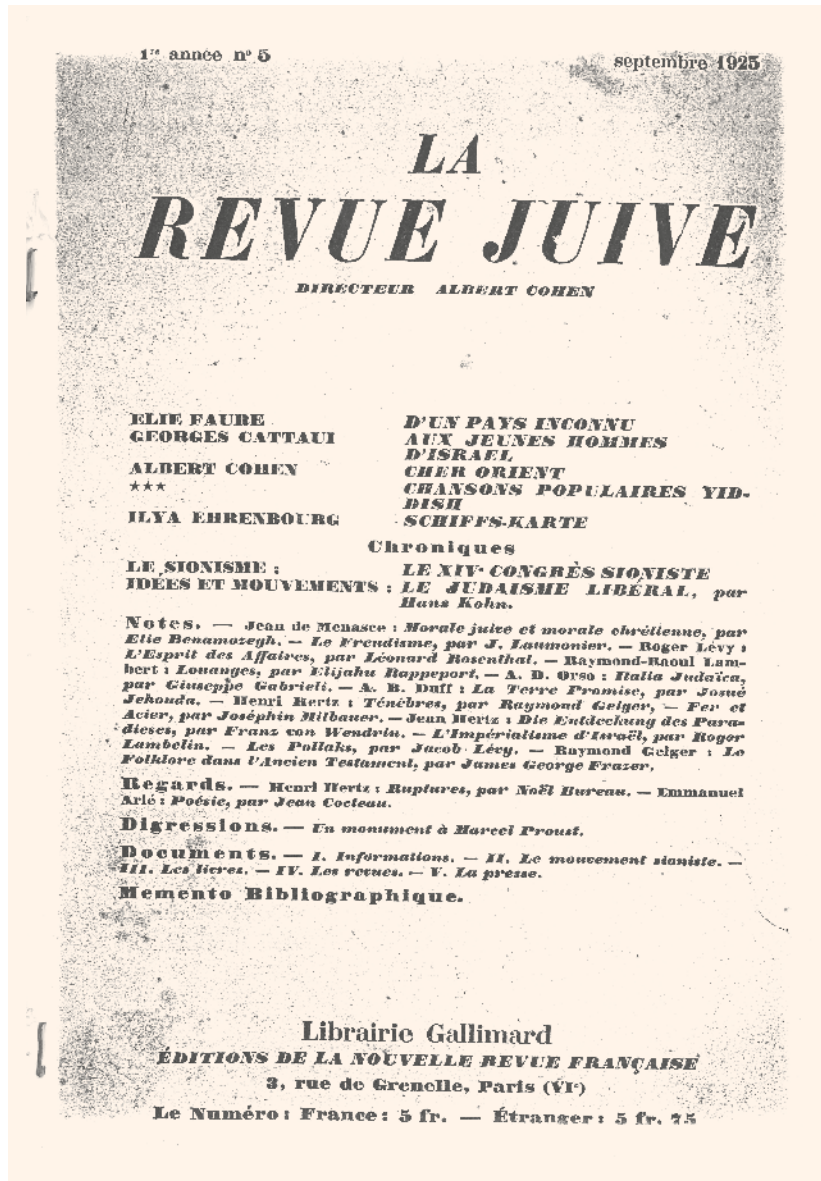 1re année nº 5 septembre 1925
LA
REVUE JUIVE
DIRECTEUR ALBERT COHEN
ELIE FAURE D'UN PAYS INCONNU
GEORGES CATTAUI AUX JEUNES HOMMES
D'ISRAEL
ALBERT COHEN CHER ORIENT
★★★ CHANSONS POPULAIRES YID-
DISH
ILYA EHRENBOURG SCHIFFS-KARTE
Chroniques
LE SIONISME : LE XIVe CONGRÈS SIONISTE
IDÉES ET MOUVEMENTS : LE JUDAISME LIBÉRAL, par
Hans Kohn.
Notes. — Jean de Menasce : Morale juive et morale chrétienne, par
Elie Benamozegh. — Le Freudisme, par J. Laumonier. — Roger Lévy :
L'Esprit des Affaires, par Léonard Rosenthal. — Raymond-Raoul Lam-
bert : Louanges, par Elijahu Rappeport. — A. D. Orso : Italia Judaïca,
par Giuseppe Gabrieli. — A. B. Duff : La Terre Promise, par Josué
Jehouda. — Henri Hertz : Ténèbres, par Raymond Geiger, — Fer et
Acier, par Joséphin Milbauer. — Jean Hertz : Die Entdeckung des Para-
dieses, par Franz von Wendrin. — L'Impérialisme d'Israël, par Roger
Lambelin. — Les Pollaks, par Jacob Lévy. — Raymond Geiger : Le
Folklore dans l'Ancien Testament, par James George Frazer.
Regards. — Henri Hertz : Ruptures, par Noël Bureau. — Emmanuel
Arié : Poésie, par Jean Cocteau.
Digressions. — Un monument à Marcel Proust.
Documents. — I. Informations. — II. Le mouvement sioniste. —
III. Les livres. — IV. Les revues. — V. La presse.
Memento Bibliographique.
Librairie Gallimard
ÉDITIONS DE LA NOUVELLE REVUE FRANÇAISE
3, rue de Grenelle, Paris (VIe)
Le Numéro : France : 5 fr. — Étranger : 5 fr. 75